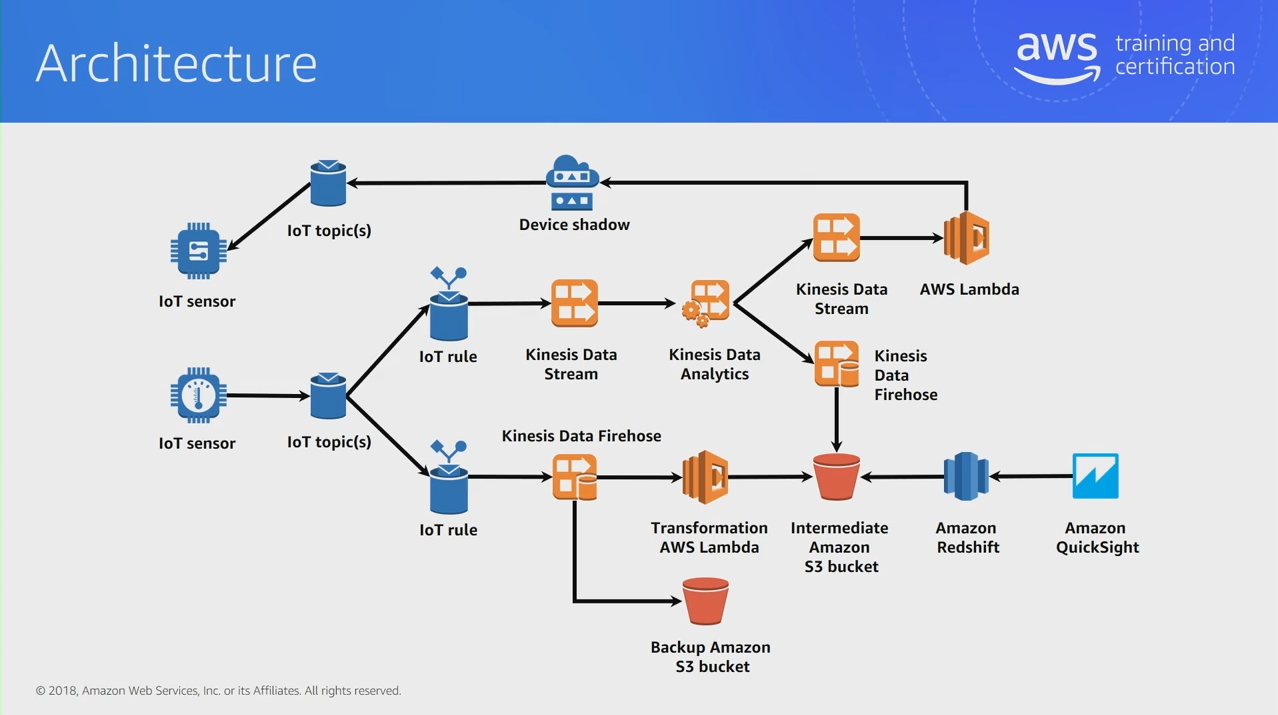 Architecture
aws
training and
certification
IoT topic(s)
Device shadow
IoT sensor
Kinesis Data
Stream
AWS Lambda
IoT rule
Kinesis Data
Stream
Kinesis Data
Analytics
Kinesis
Data
Firehose
IoT sensor
IoT topic(s)
Kinesis Data Firehose
IoT rule
Transformation
AWS Lambda
Intermediate
Amazon
S3 bucket
Amazon
Redshift
Amazon
QuickSight
Backup Amazon
S3 bucket
© 2018, Amazon Web Services, Inc. or its Affiliates. All rights reserved.